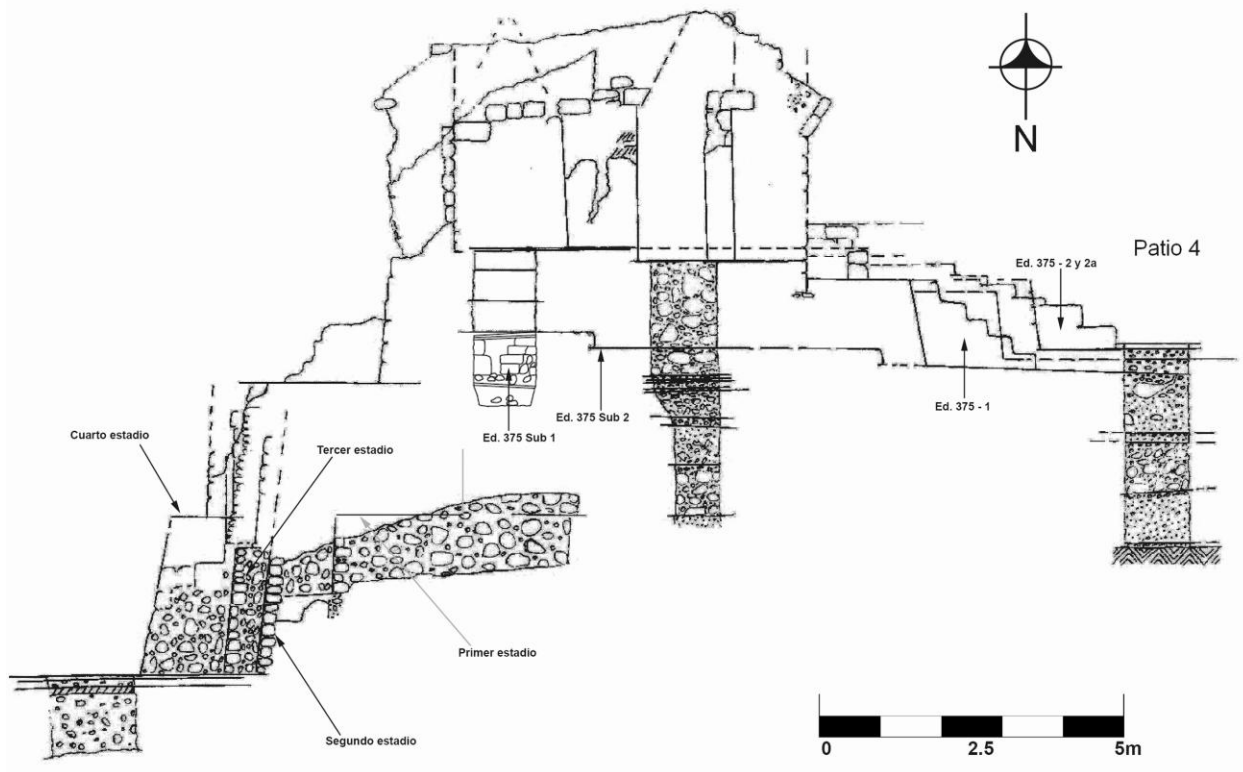 N
Patio 4
Ed. 375 - 2 y 2a
Ed. 375 - 1
Ed. 375 Sub 2
Ed. 375 Sub 1
Cuarto estadio
Tercer estadio
Primer estadio
Segundo estadio
0 2.5 5m